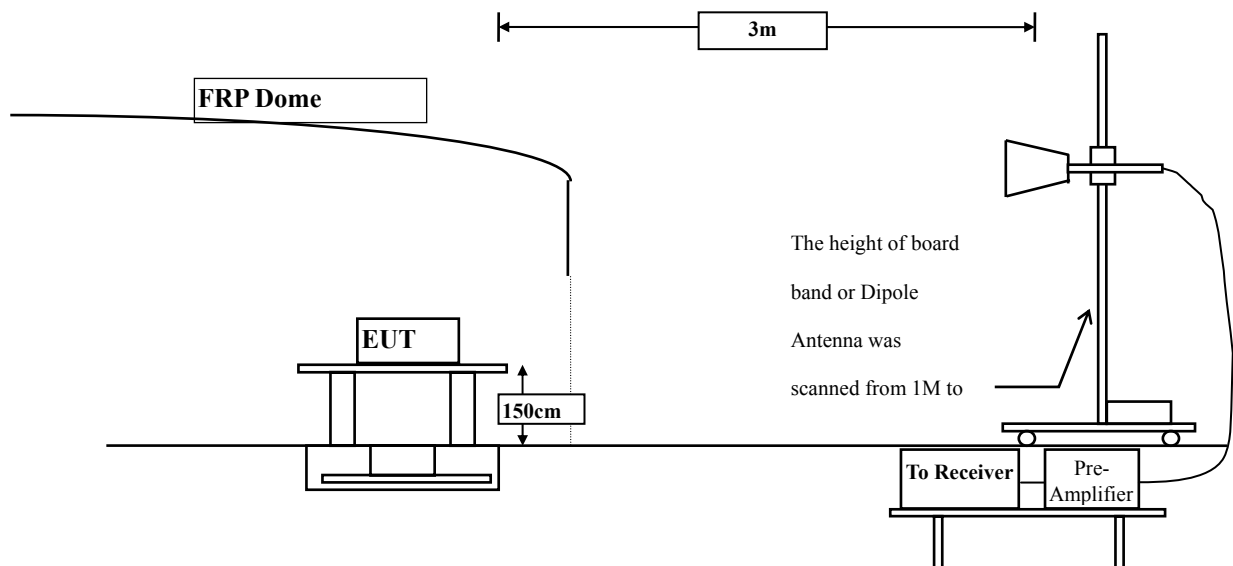 3m
FRP Dome
The height of board
band or Dipole
Antenna was
scanned from 1M to
EUT
150cm
To Receiver
Pre-
Amplifier